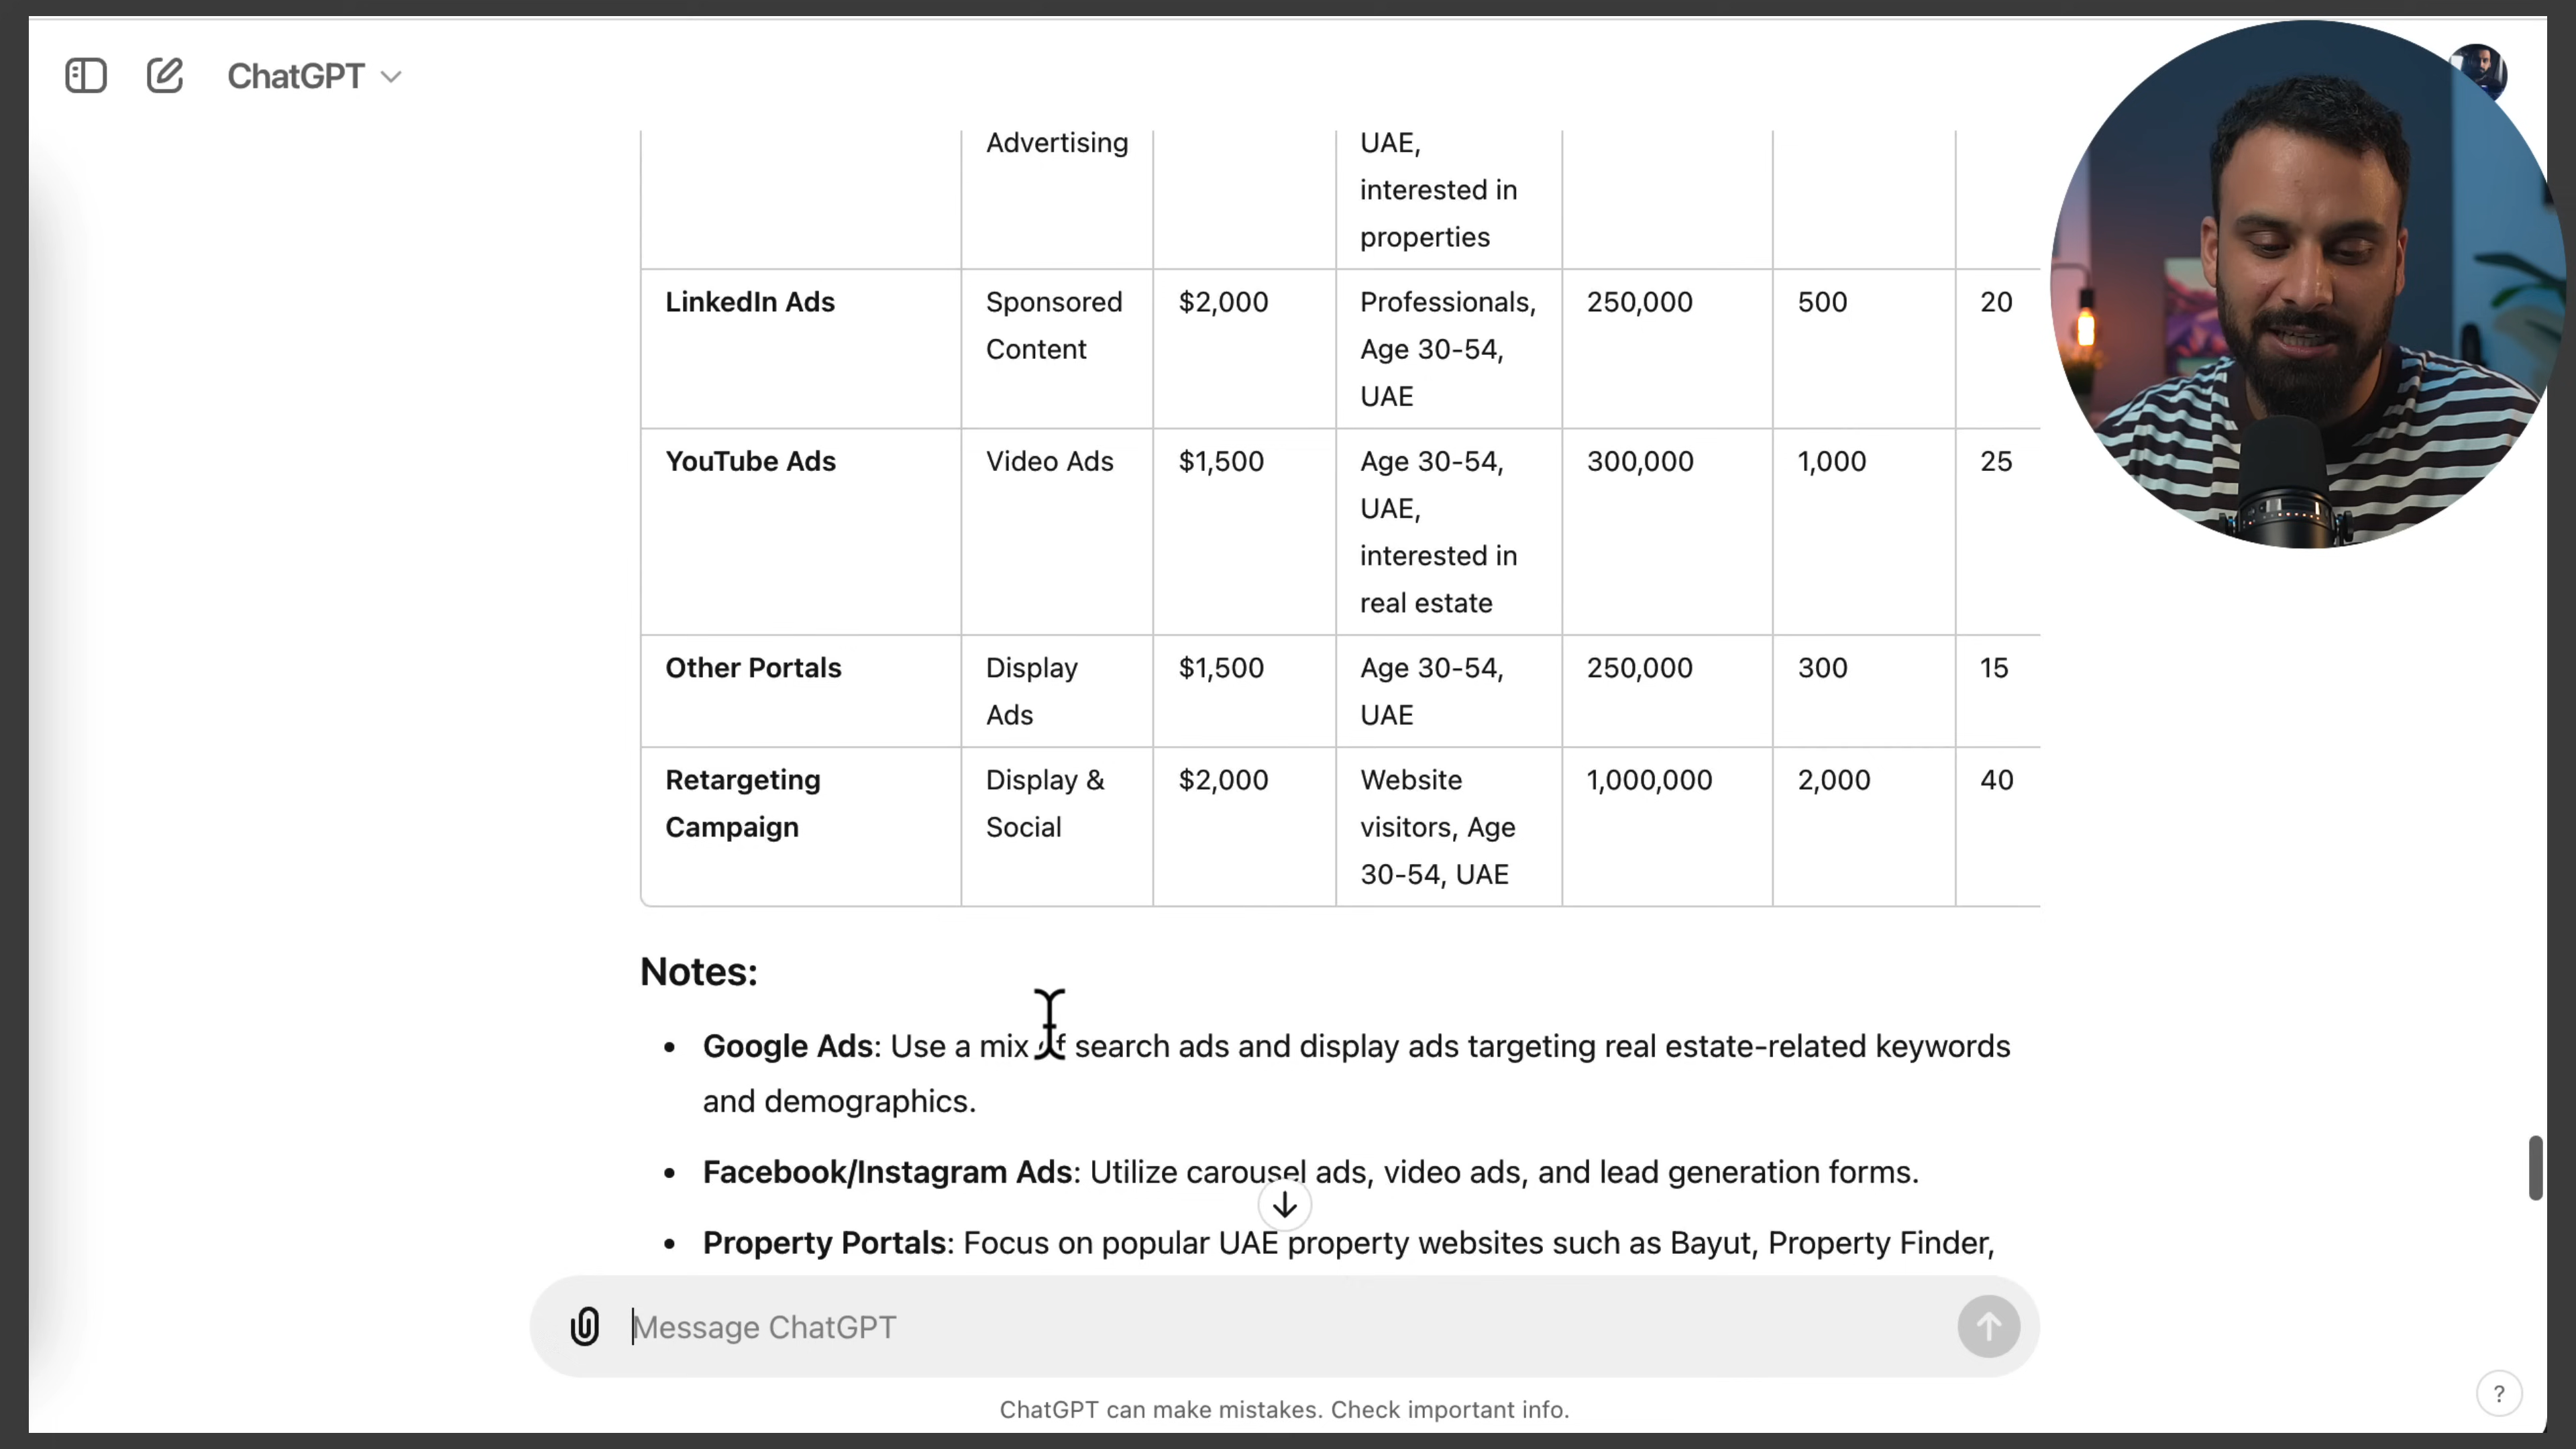 ChatGPT
Advertising
UAE,
interested in
properties
LinkedIn Ads
Sponsored
Content
$2,000
Professionals,
Age 30-54,
UAE
250,000
500
20
YouTube Ads
Video Ads
$1,500
Age 30-54,
UAE,
interested in
real estate
300,000
1,000
25
Other Portals
Display
Ads
$1,500
Age 30-54,
UAE
250,000
300
15
Retargeting
Campaign
Display &
Social
$2,000
Website
visitors, Age
30-54, UAE
1,000,000
2,000
40
Notes:
• Google Ads: Use a mix of search ads and display ads targeting real estate-related keywords
and demographics.
• Facebook/Instagram Ads: Utilize carousel ads, video ads, and lead generation forms.
• Property Portals: Focus on popular UAE property websites such as Bayut, Property Finder,
Message ChatGPT
ChatGPT can make mistakes. Check important info.
?